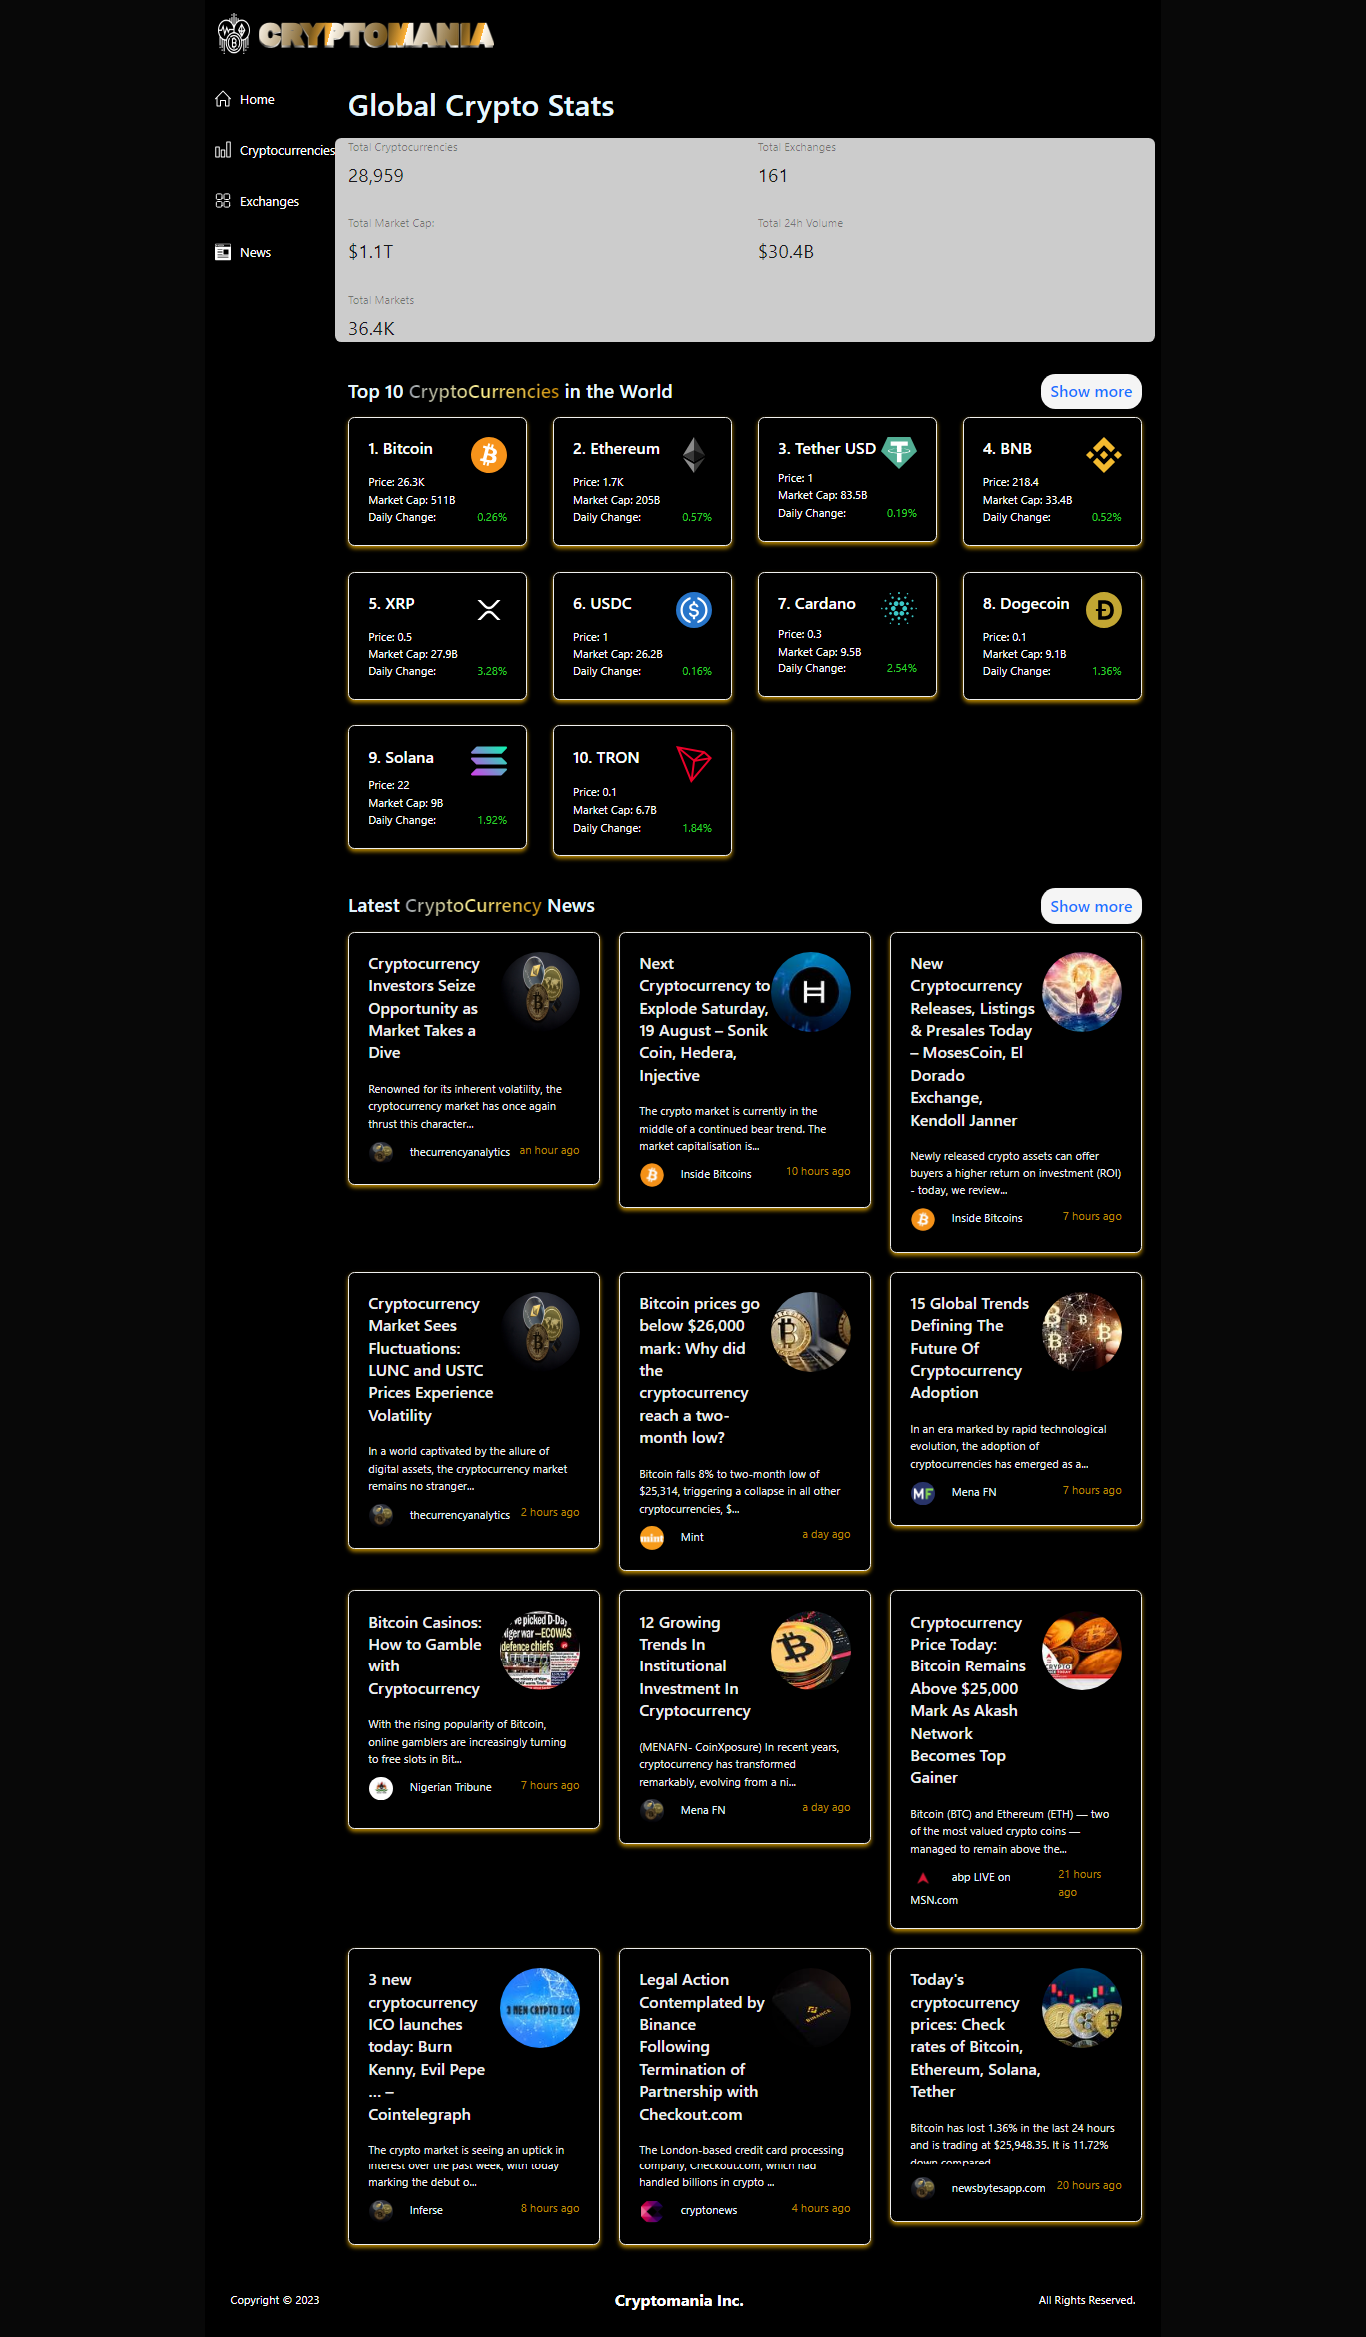 CRYPTOMANIA
Home
Cryptocurrencies
Exchanges
News
Global Crypto Stats
Total Cryptocurrencies
28,959
Total Exchanges
161
Total Market Cap:
$1.1T
Total 24h Volume
$30.4B
Total Markets
36.4K
Top 10 CryptoCurrencies in the World
Show more
1. Bitcoin
Price: 26.3K
Market Cap: 511B
Daily Change: 0.26%
2. Ethereum
Price: 1.7K
Market Cap: 205B
Daily Change: 0.57%
3. Tether USD
Price: 1
Market Cap: 83.5B
Daily Change: 0.19%
4. BNB
Price: 218.4
Market Cap: 33.4B
Daily Change: 0.52%
5. XRP
Price: 0.5
Market Cap: 27.9B
Daily Change: 3.28%
6. USDC
Price: 1
Market Cap: 26.2B
Daily Change: 0.16%
7. Cardano
Price: 0.3
Market Cap: 9.5B
Daily Change: 2.54%
8. Dogecoin
Price: 0.1
Market Cap: 9.1B
Daily Change: 1.36%
9. Solana
Price: 22
Market Cap: 9B
Daily Change: 1.92%
10. TRON
Price: 0.1
Market Cap: 6.7B
Daily Change: 1.84%
Latest CryptoCurrency News
Show more
Cryptocurrency
Investors Seize
Opportunity as
Market Takes a
Dive
Renowned for its inherent volatility, the
cryptocurrency market has once again
thrust this character...
thecurrencyanalytics an hour ago
Next
Cryptocurrency to
Explode Saturday,
19 August – Sonik
Coin, Hedera,
Injective
The crypto market is currently in the
middle of a continued bear trend. The
market capitalisation is...
Inside Bitcoins 10 hours ago
New
Cryptocurrency
Releases, Listings
& Presales Today
– MosesCoin, El
Dorado
Exchange,
Kendoll Janner
Newly released crypto assets can offer
buyers a higher return on investment (ROI)
- today, we review...
Inside Bitcoins 7 hours ago
Cryptocurrency
Market Sees
Fluctuations:
LUNC and USTC
Prices Experience
Volatility
In a world captivated by the allure of
digital assets, the cryptocurrency market
remains no stranger...
thecurrencyanalytics 2 hours ago
Bitcoin prices go
below $26,000
mark: Why did
the
cryptocurrency
reach a two-
month low?
Bitcoin falls 8% to two-month low of
$25,314, triggering a collapse in all other
cryptocurrencies, $...
mint
Mint a day ago
15 Global Trends
Defining The
Future Of
Cryptocurrency
Adoption
In an era marked by rapid technological
evolution, the adoption of
cryptocurrencies has emerged as a...
MF
Mena FN 7 hours ago
Bitcoin Casinos:
How to Gamble
with
Cryptocurrency
ve picked D-Day
liger war —ECOWAS
defence chiefs
With the rising popularity of Bitcoin,
online gamblers are increasingly turning
to free slots in Bit...
Nigerian Tribune 7 hours ago
12 Growing
Trends In
Institutional
Investment In
Cryptocurrency
(MENAFN- CoinXposure) In recent years,
cryptocurrency has transformed
remarkably, evolving from a ni...
Mena FN a day ago
Cryptocurrency
Price Today:
Bitcoin Remains
Above $25,000
Mark As Akash
Network
Becomes Top
Gainer
CRYPTO
Bitcoin (BTC) and Ethereum (ETH) — two
of the most valued crypto coins —
managed to remain above the...
abp LIVE on
MSN.com
21 hours
ago
3 new
cryptocurrency
ICO launches
today: Burn
Kenny, Evil Pepe
... –
Cointelegraph
3 NEW CRYPTO ICO
The crypto market is seeing an uptick in
interest over the past week, with today
marking the debut o...
Inferse 8 hours ago
Legal Action
Contemplated by
Binance
Following
Termination of
Partnership with
Checkout.com
BINANCE
The London-based credit card processing
company, Checkout.com, which had
handled billions in crypto ...
cryptonews 4 hours ago
Today's
cryptocurrency
prices: Check
rates of Bitcoin,
Ethereum, Solana,
Tether
Bitcoin has lost 1.36% in the last 24 hours
and is trading at $25,948.35. It is 11.72%
down compared
newsbytesapp.com 20 hours ago
Copyright © 2023
Cryptomania Inc.
All Rights Reserved.